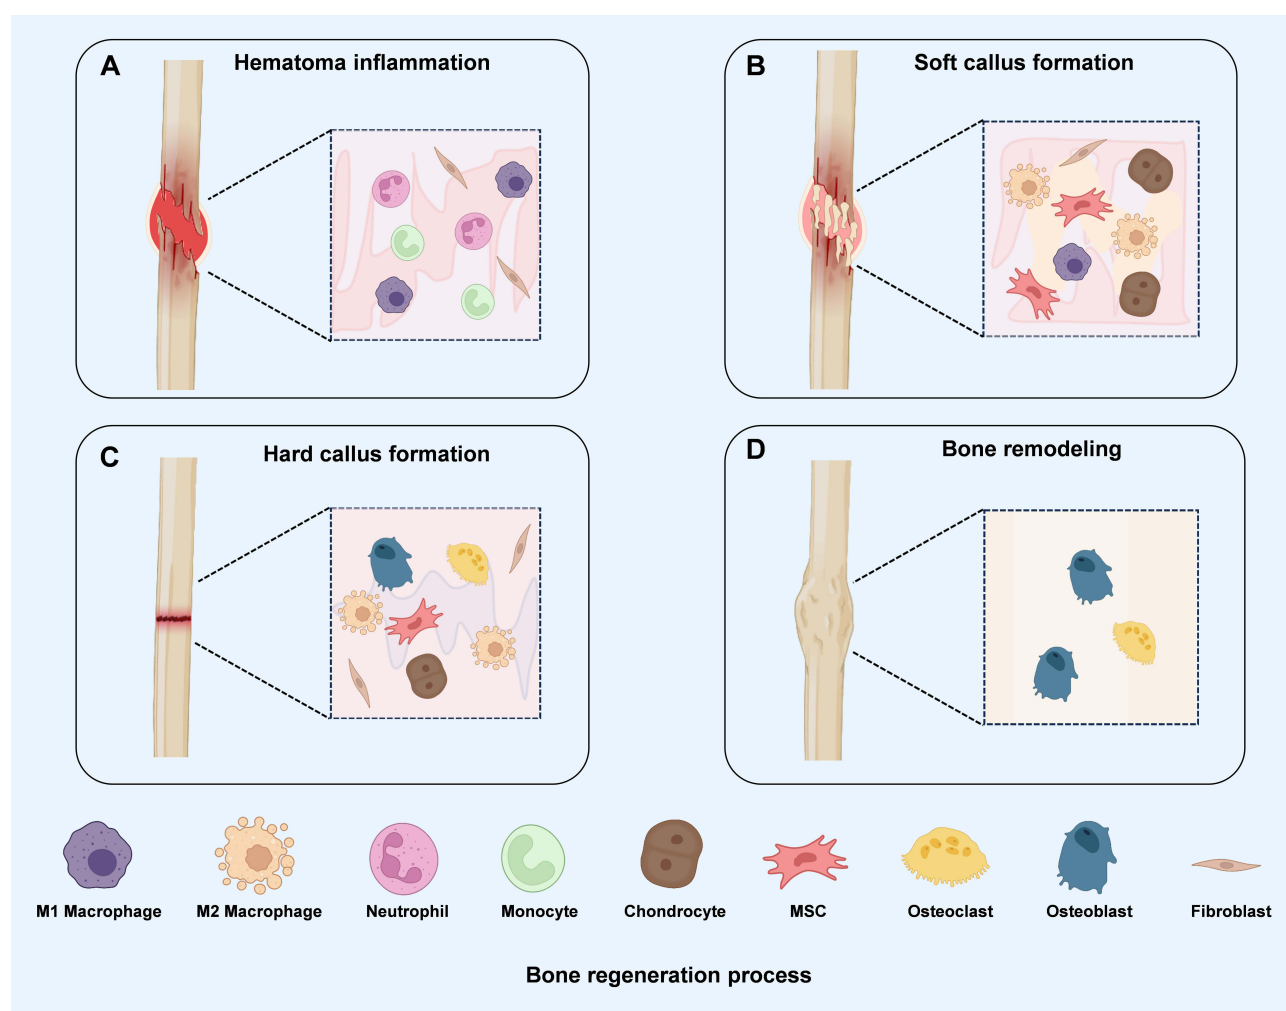 A
Hematoma inflammation
B
Soft callus formation
C
Hard callus formation
D
Bone remodeling
M1 Macrophage
M2 Macrophage
Neutrophil
Monocyte
Chondrocyte
MSC
Osteoclast
Osteoblast
Fibroblast
Bone regeneration process